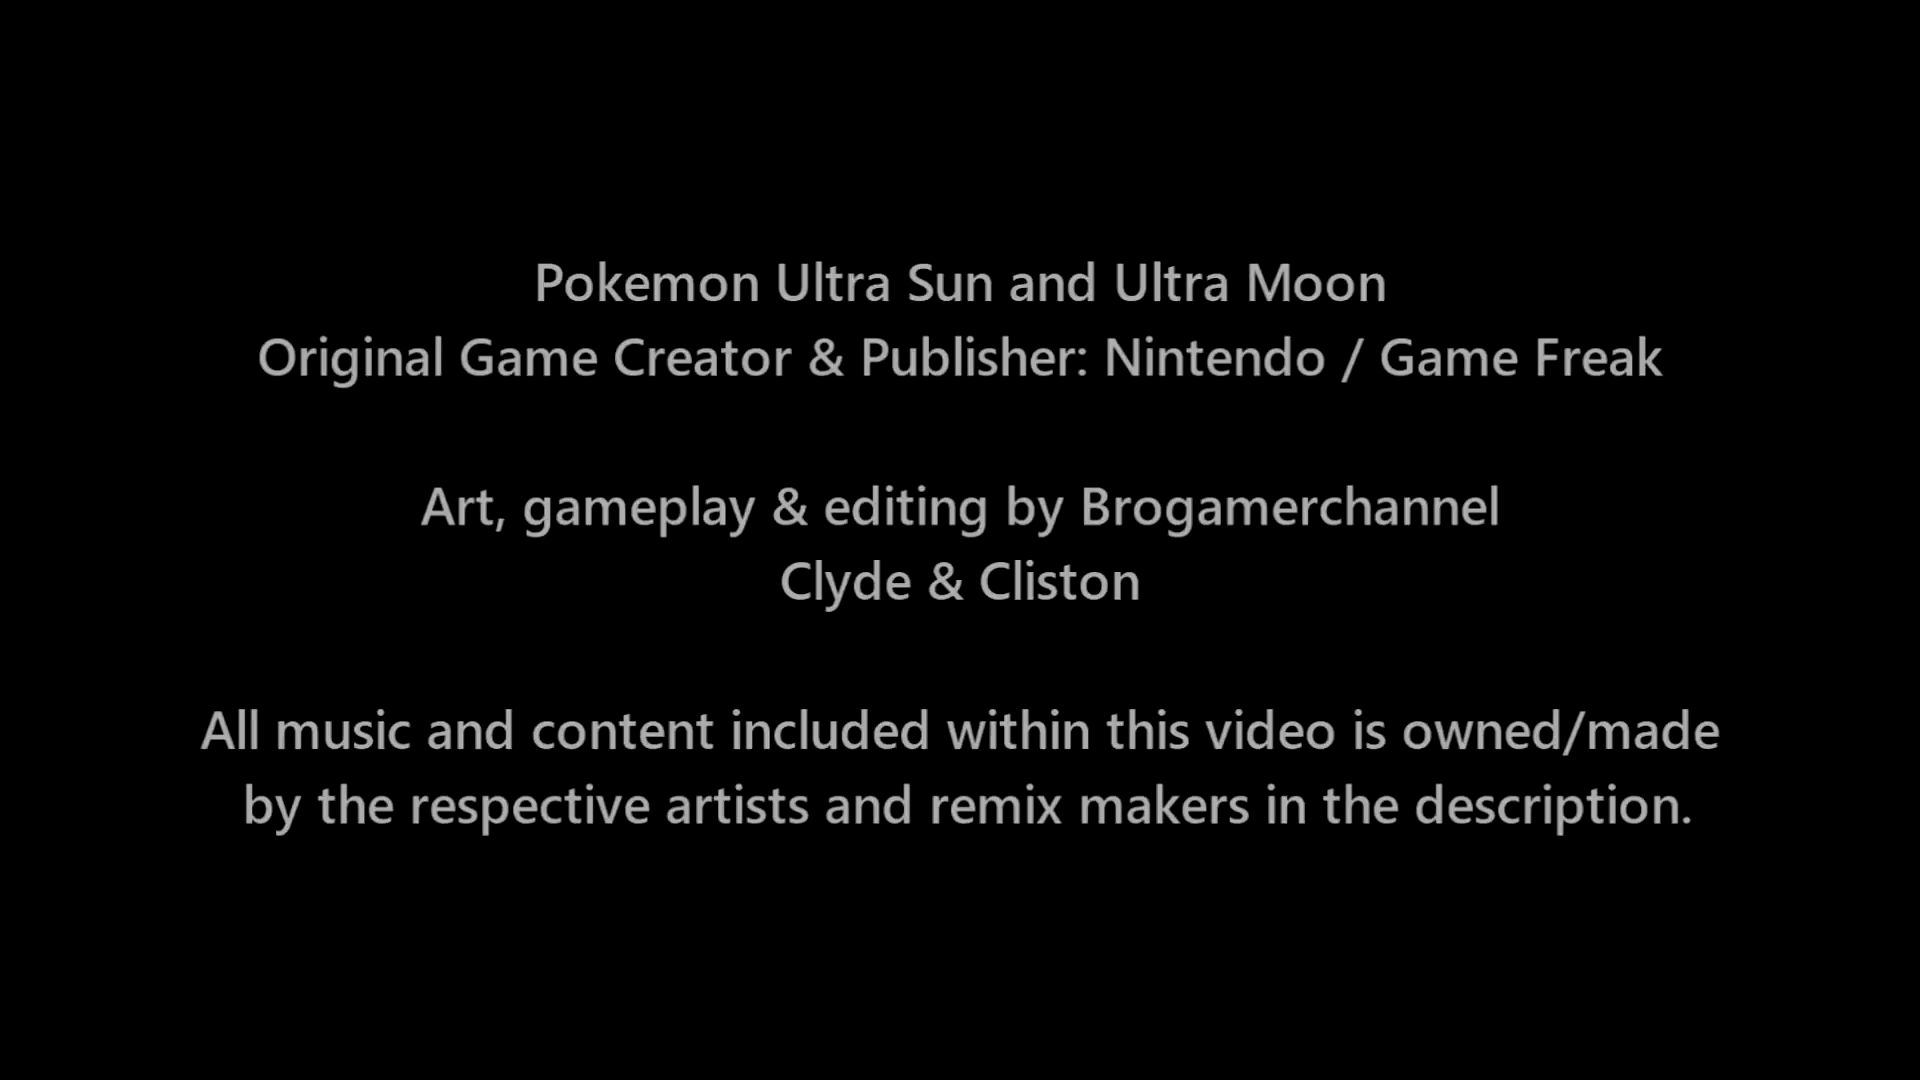 Pokemon Ultra Sun and Ultra Moon
Original Game Creator & Publisher: Nintendo / Game Freak
Art, gameplay & editing by Brogamerchannel
Clyde & Cliston
All music and content included within this video is owned/made
by the respective artists and remix makers in the description.